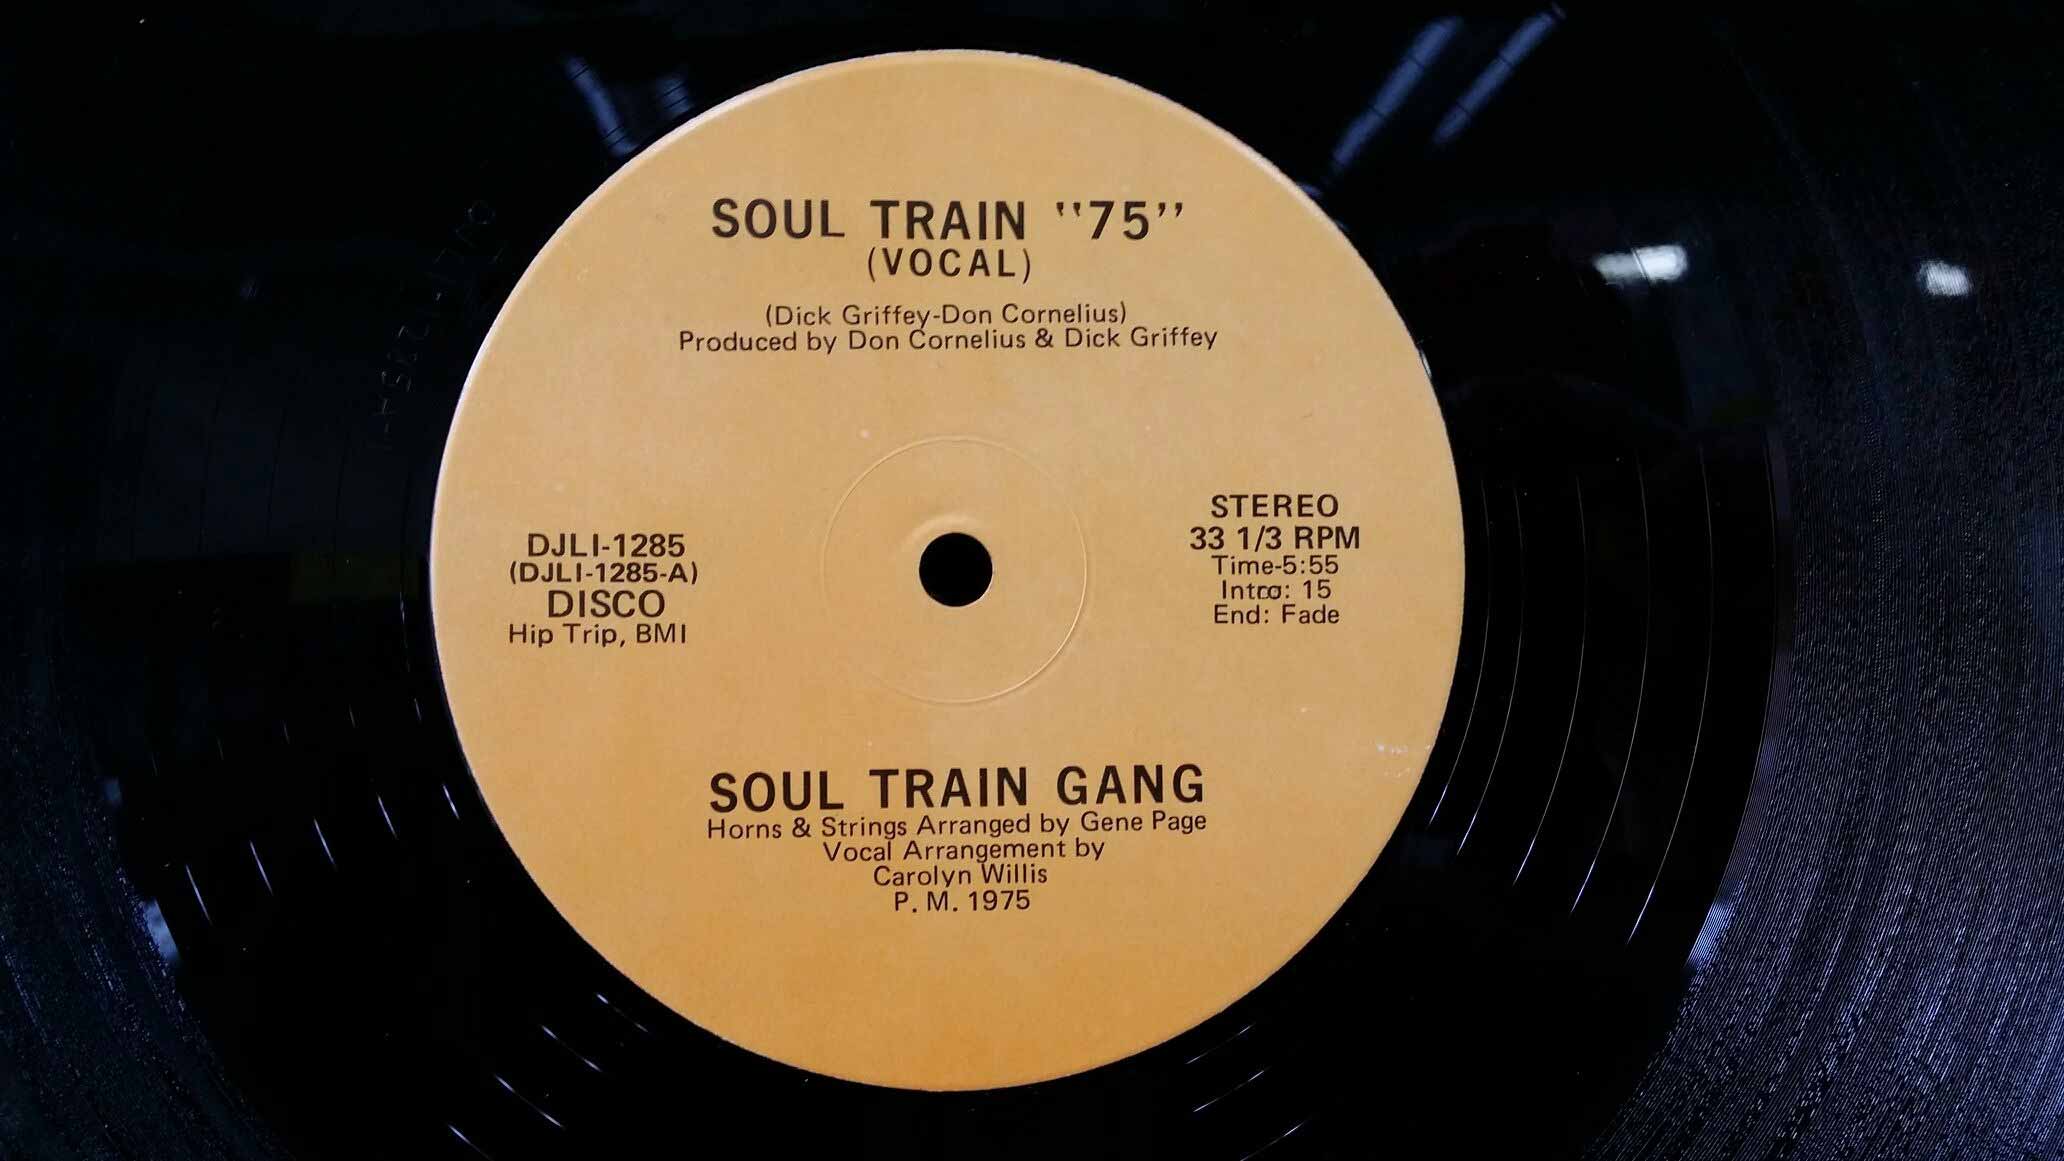 SOUL TRAIN "75"
(VOCAL)
(Dick Griffey-Don Cornelius)
Produced by Don Cornelius & Dick Griffey
DJLI-1285
(DJLI-1285-A)
DISCO
Hip Trip, BMI
STEREO
33 1/3 RPM
Time-5:55
Intro: 15
End: Fade
SOUL TRAIN GANG
Horns & Strings Arranged by Gene Page
Vocal Arrangement by
Carolyn Willis
P. M. 1975